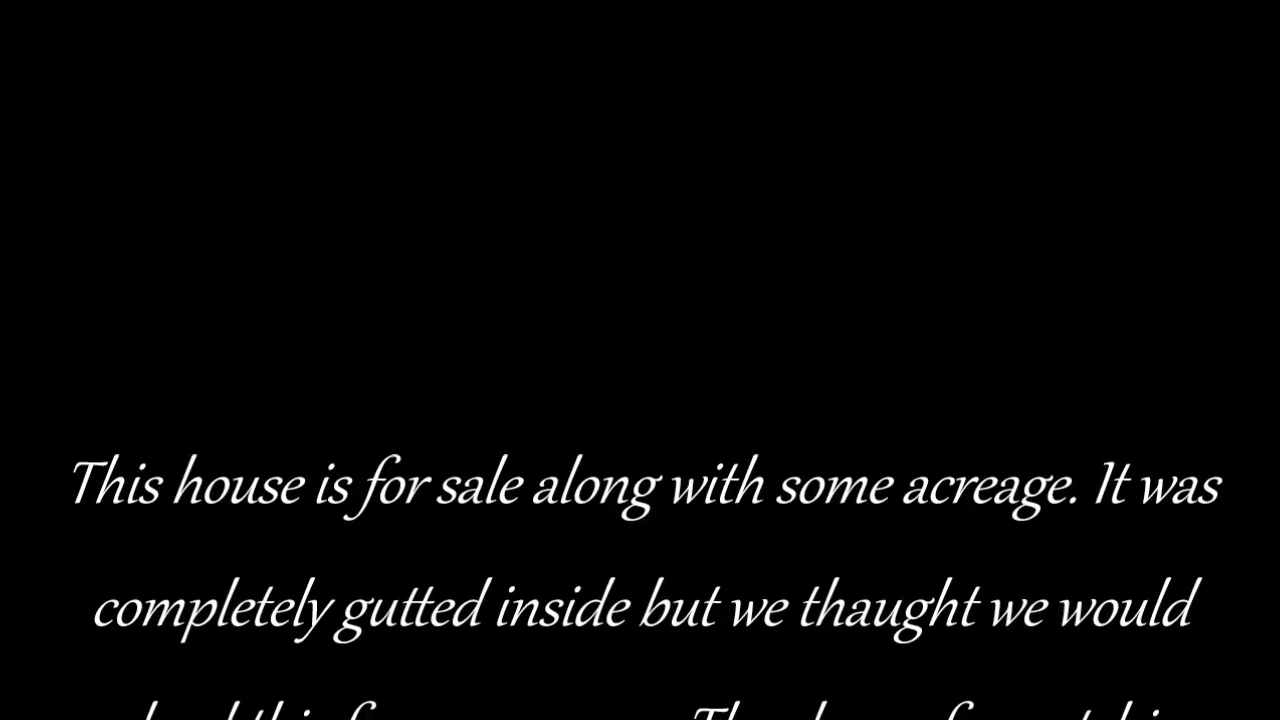 This house is for sale along with some acreage. It was
completely gutted inside but we thaught we would